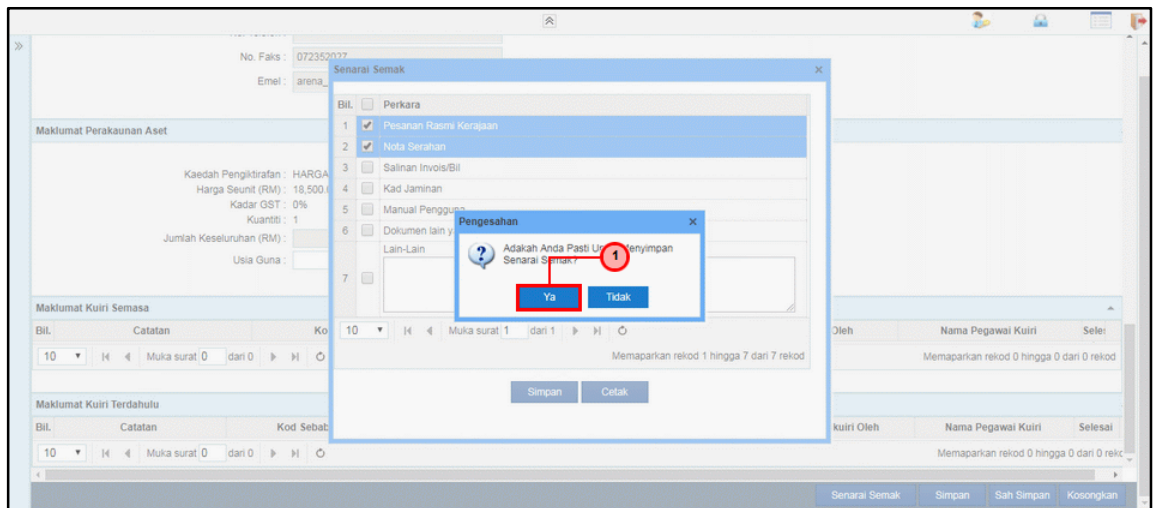 No. Faks : 072352027
Emel : arena_
Maklumat Perakaunan Aset
Kaedah Pengiktirafan : HARGA
Harga Seunit (RM) : 18,500.
Kadar GST : 0%
Kuantiti : 1
Jumlah Keseluruhan (RM) :
Usia Guna :
Maklumat Kuiri Semasa
Bil. Catatan Ko Oleh Nama Pegawai Kuiri
10 Muka surat 0 dari 0 Memaparkan rekod 0 hingga 0 dari 0 rekod
Maklumat Kuiri Terdahulu
Bil. Catatan Kod Sebab kuiri Oleh Nama Pegawai Kuiri Selesai
10 Muka surat 0 dari 0 Memaparkan rekod 0 hingga 0 dari 0 reko
Senarai Semak Simpan Sah Simpan Kosongkan
Senarai Semak
Bil. Perkara
1 Pesanan Rasmi Kerajaan
2 Nota Serahan
3 Salinan Invois/Bil
4 Kad Jaminan
5 Manual Pengguna
6 Dokumen lain y
7 Lain-Lain
10 Muka surat 1 dari 1
Memaparkan rekod 1 hingga 7 dari 7 rekod
Simpan Cetak
Pengesahan
Adakah Anda Pasti Menyimpan
Senarai Semak?
1
Ya Tidak